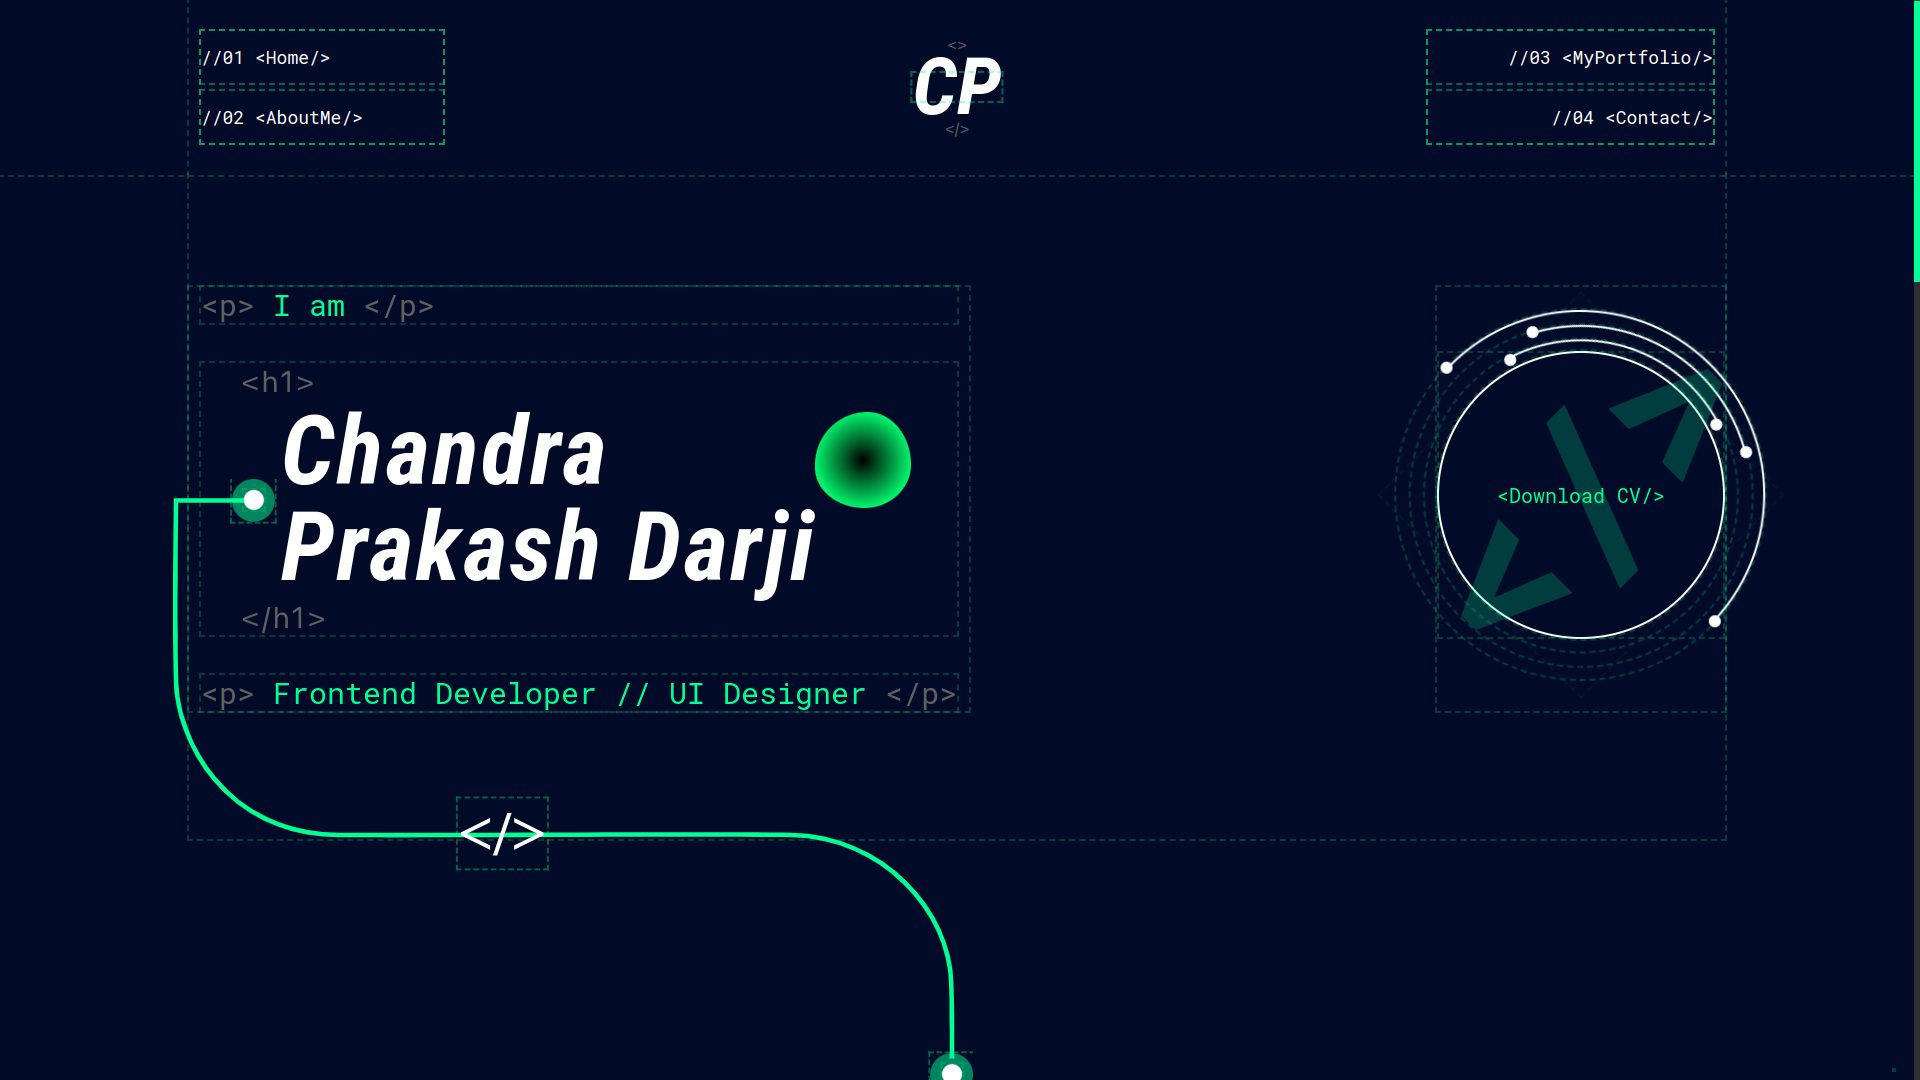 //01 <Home/>
//02 <AboutMe/>
<>
CP
</>
//03 <MyPortfolio/>
//04 <Contact/>
<p> I am </p>
<h1>
Chandra
Prakash Darji
</h1>
<p> Frontend Developer // UI Designer </p>
</>
<Download CV/>
</>